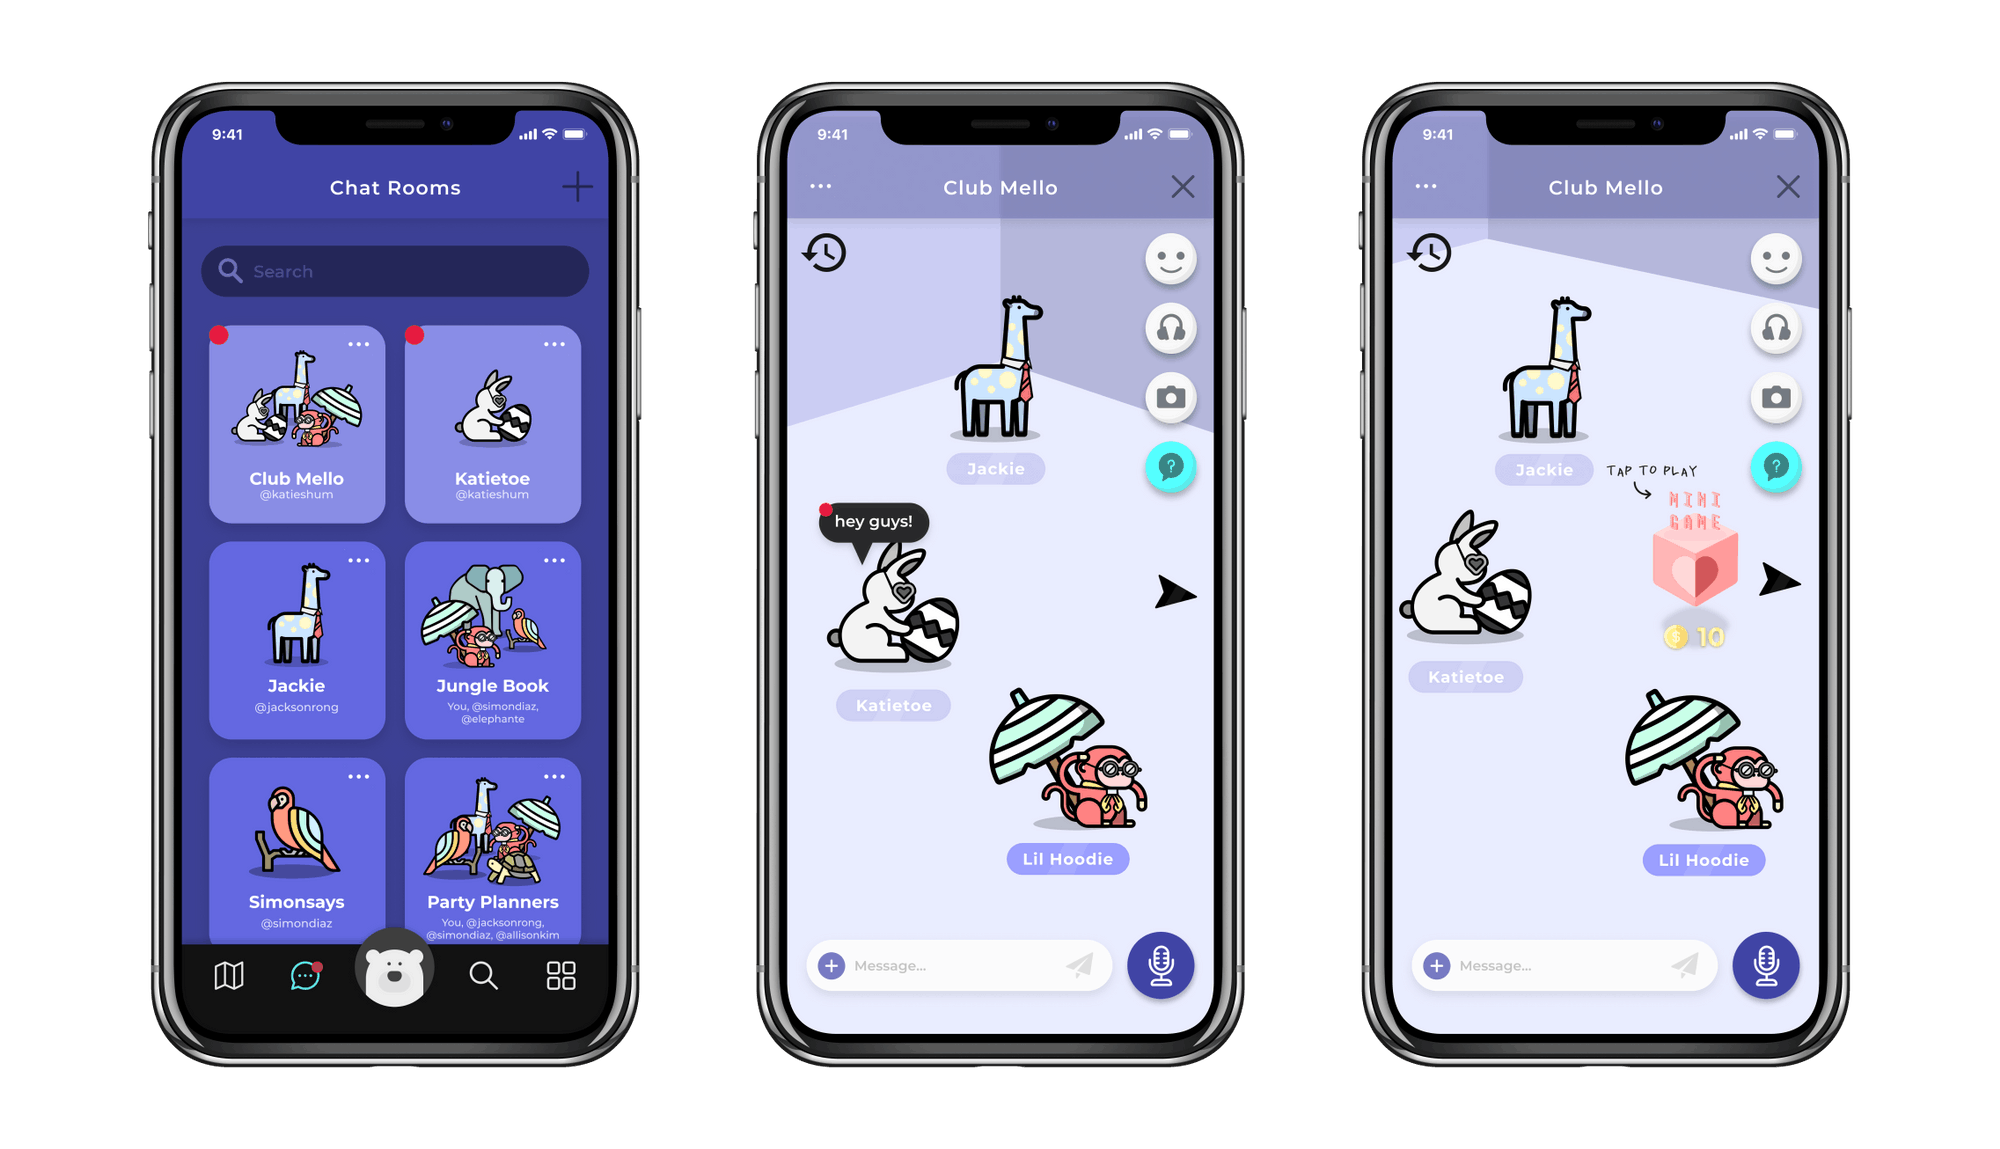 9:41
Chat Rooms
Search
Club Mello
@katieshum
Katietoe
@katieshum
Jackie
@jacksonrong
Jungle Book
You, @simondiaz,
@elephante
Simonsays
@simondiaz
Party Planners
You, @jacksonrong,
@simondiaz, @allisonkim
9:41
Club Mello
Jackie
?
hey guys!
Katietoe
Lil Hoodie
Message...
9:41
Club Mello
Jackie
TAP TO PLAY
?
MINI
GAME
$ 10
Katietoe
Lil Hoodie
Message...